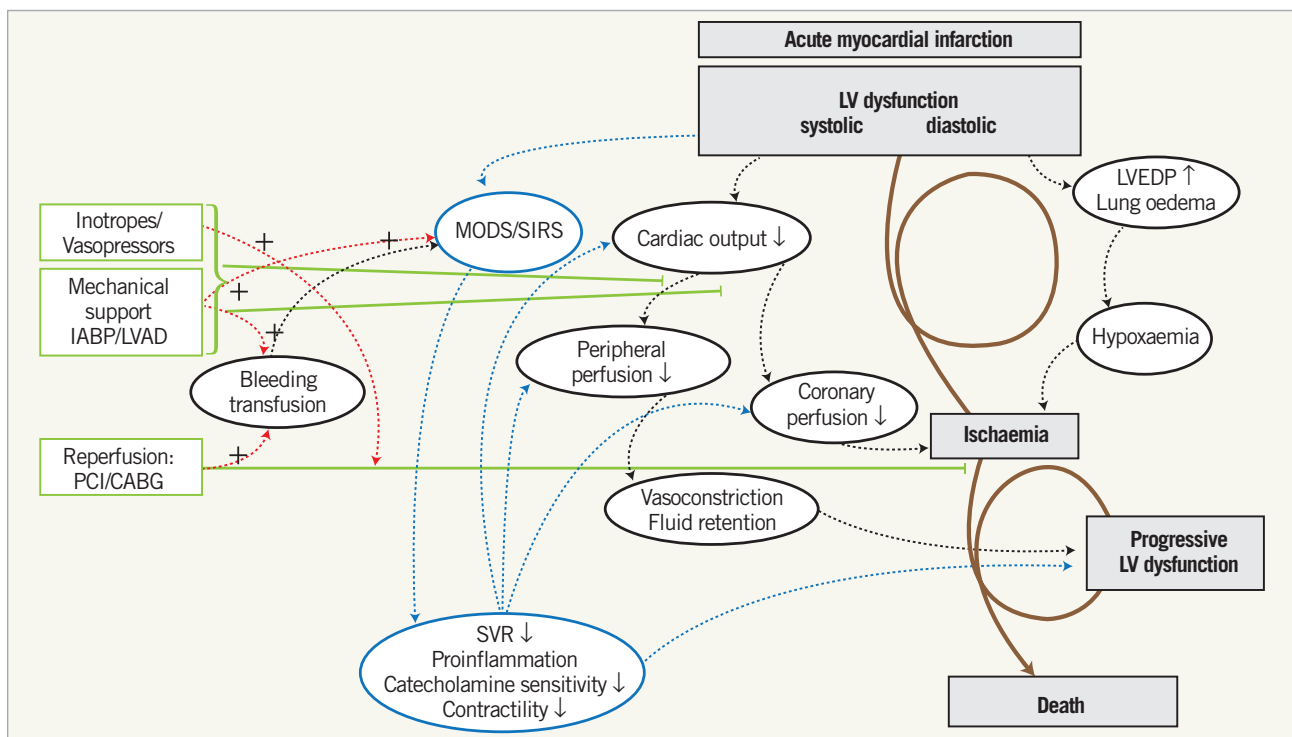 Acute myocardial infarction
LV dysfunction
systolic diastolic
LVEDP ↑
Lung oedema
Inotropes/
Vasopressors
MODS/SIRS
Cardiac output ↓
Mechanical
support
IABP/LVAD
Hypoxaemia
Peripheral
perfusion ↓
Bleeding
transfusion
Coronary
perfusion ↓
Ischaemia
Reperfusion:
PCI/CABG
Vasoconstriction
Fluid retention
Progressive
LV dysfunction
SVR ↓
Proinflammation
Catecholamine sensitivity ↓
Contractility ↓
Death
+
+
+
+
+